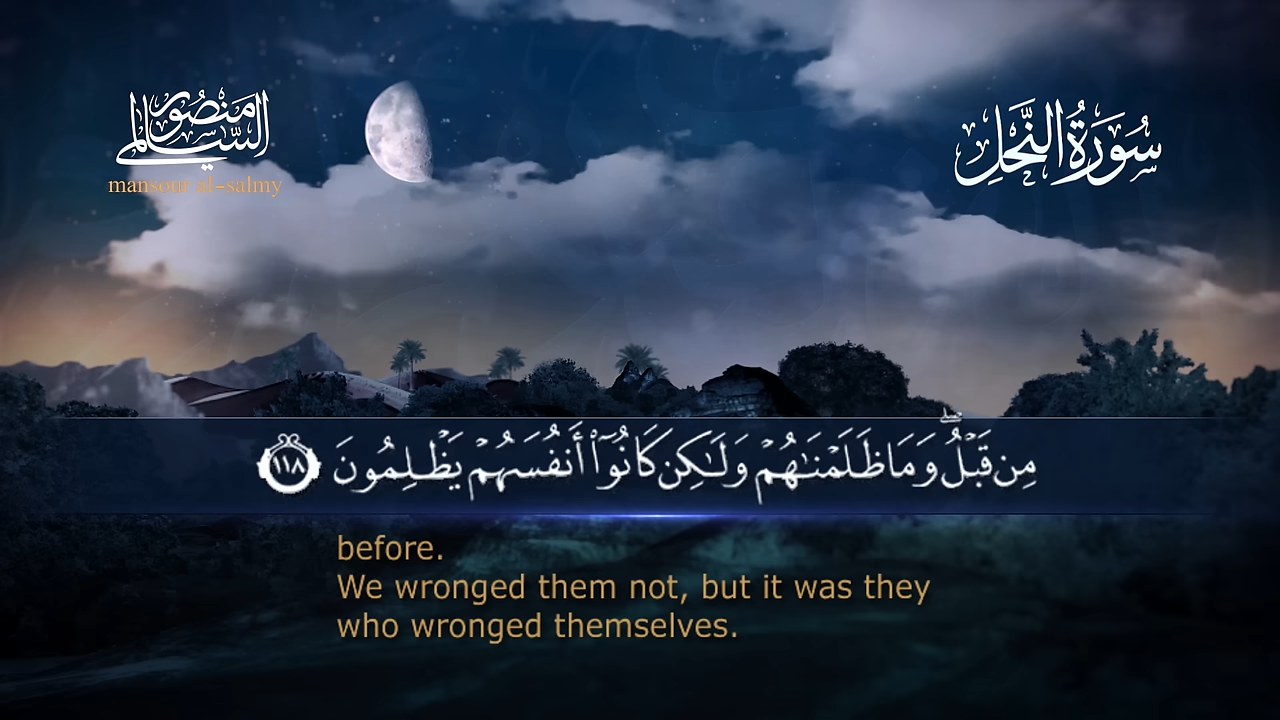 منصور السالمي
mansour al-salmy
سُورَةُ النَّحلِ
مِن قَبۡلُۖ وَمَا ظَلَمۡنَٰهُمۡ وَلَٰكِن كَانُوٓاْ أَنفُسَهُمۡ يَظۡلِمُونَ ١١٨
before.
We wronged them not, but it was they
who wronged themselves.